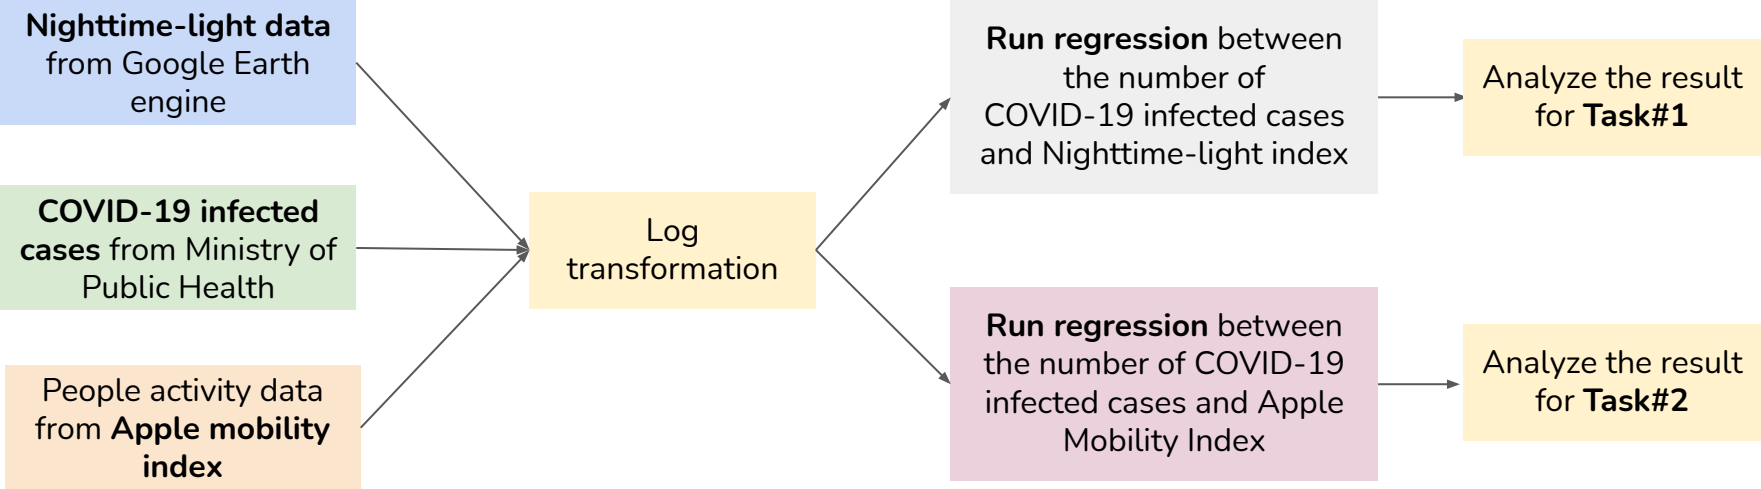 Nighttime-light data
from Google Earth
engine
COVID-19 infected
cases from Ministry of
Public Health
People activity data
from Apple mobility
index
Log
transformation
Run regression between
the number of
COVID-19 infected cases
and Nighttime-light index
Analyze the result
for Task#1
Run regression between
the number of COVID-19
infected cases and Apple
Mobility Index
Analyze the result
for Task#2